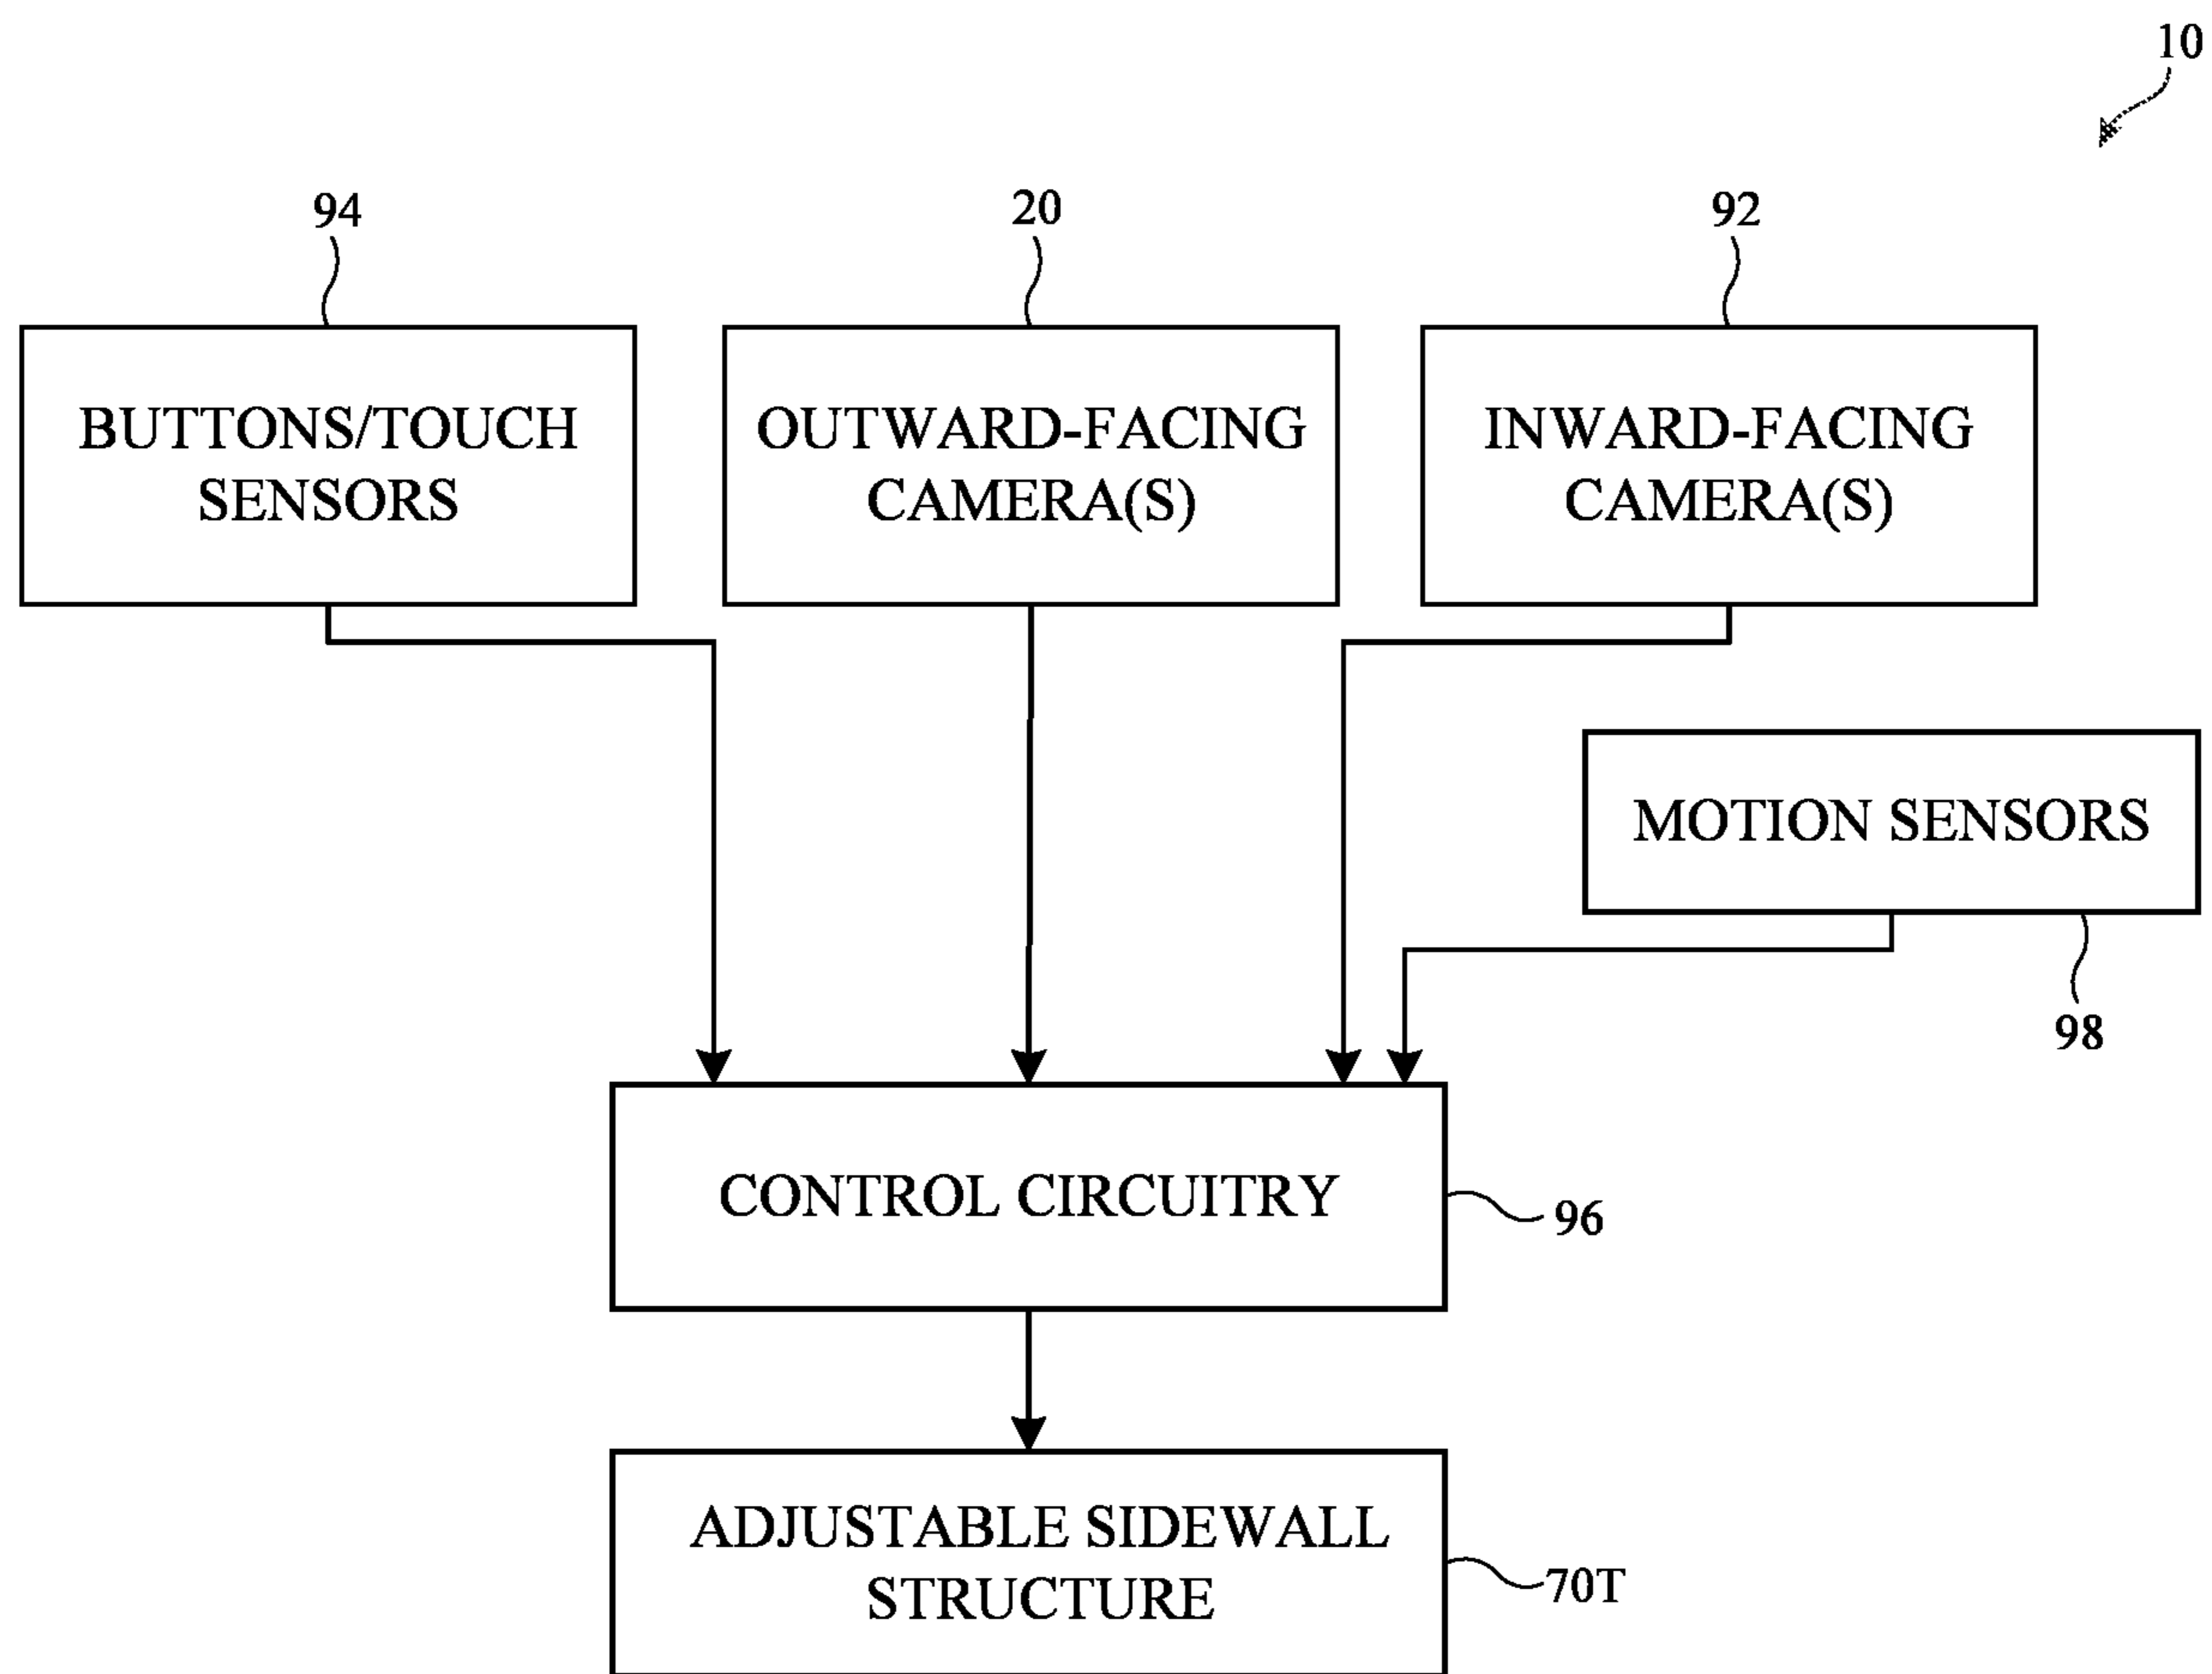 10
94
20
92
BUTTONS/TOUCH
SENSORS
OUTWARD-FACING
CAMERA(S)
INWARD-FACING
CAMERA(S)
MOTION SENSORS
98
CONTROL CIRCUITRY
96
ADJUSTABLE SIDEWALL
STRUCTURE
70T